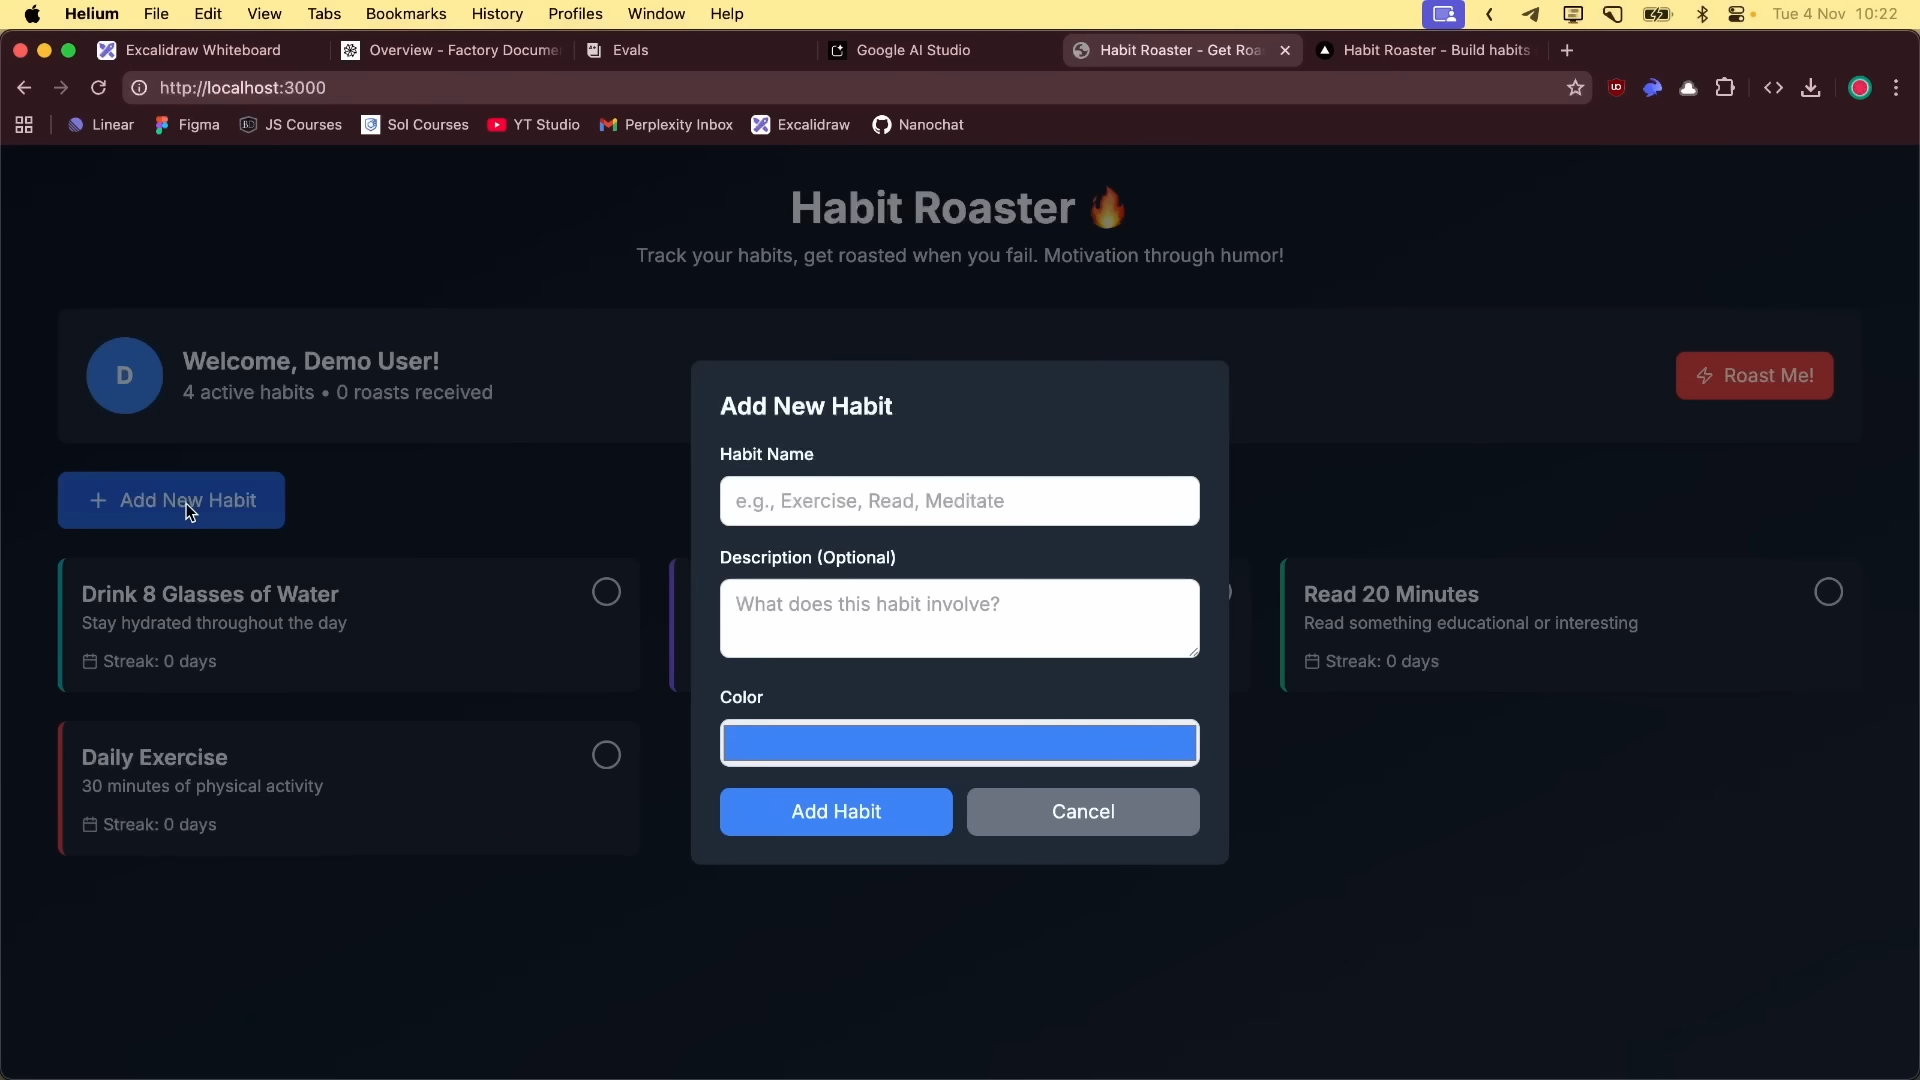 Helium File Edit View Tabs Bookmarks History Profiles Window Help Tue 4 Nov 10:22
Excalidraw Whiteboard Overview - Factory Docume Evals Google AI Studio Habit Roaster - Get Roa Habit Roaster - Build habits
http://localhost:3000
Linear Figma JS Courses Sol Courses YT Studio Perplexity Inbox Excalidraw Nanochat
Habit Roaster
Track your habits, get roasted when you fail. Motivation through humor!
D
Welcome, Demo User!
4 active habits • 0 roasts received
Roast Me!
Add New Habit
Drink 8 Glasses of Water
Stay hydrated throughout the day
Streak: 0 days
Read 20 Minutes
Read something educational or interesting
Streak: 0 days
Daily Exercise
30 minutes of physical activity
Streak: 0 days
Add New Habit
Habit Name
e.g., Exercise, Read, Meditate
Description (Optional)
What does this habit involve?
Color
Add Habit
Cancel